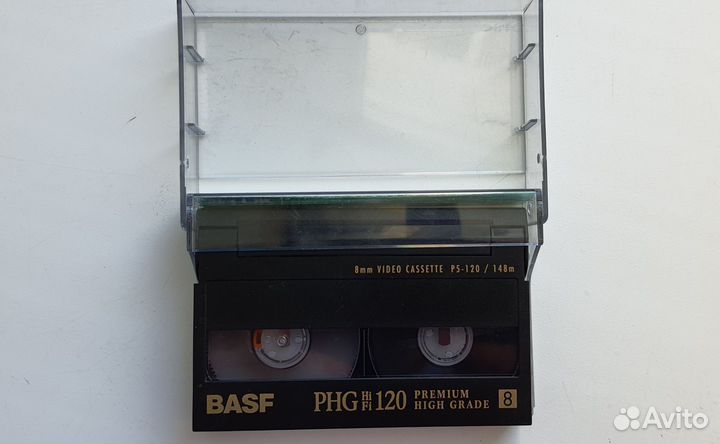 8mm VIDEO CASSETTE P5-120 / 148m
BASF PHG Hi Fi 120 PREMIUM HIGH GRADE 8
Avito